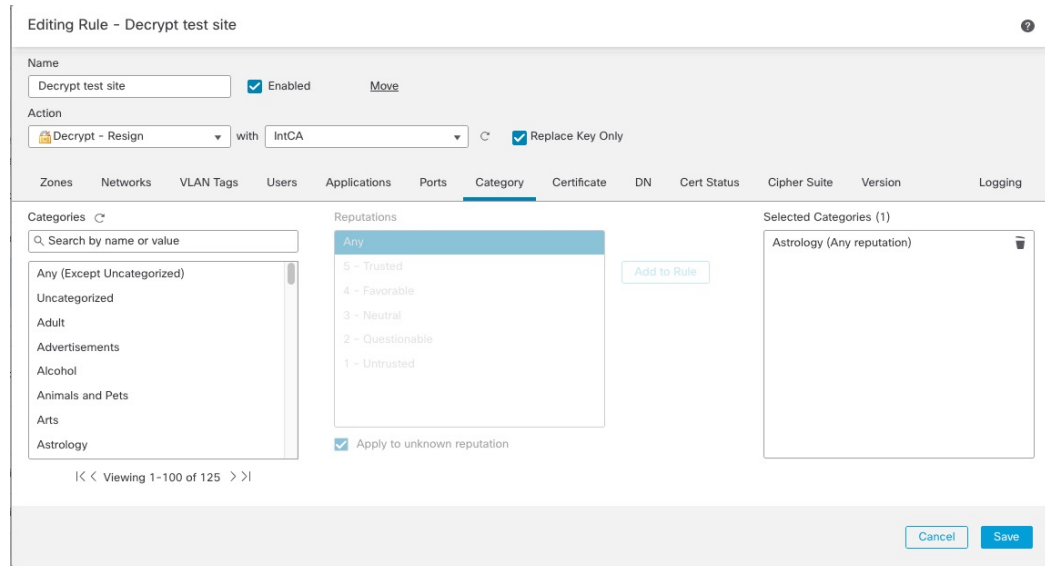 Editing Rule - Decrypt test site
Name
Decrypt test site
Enabled
Move
Action
Decrypt - Resign
with
IntCA
Replace Key Only
Zones Networks VLAN Tags Users Applications Ports Category Certificate DN Cert Status Cipher Suite Version Logging
Categories
Search by name or value
Any (Except Uncategorized)
Uncategorized
Adult
Advertisements
Alcohol
Animals and Pets
Arts
Astrology
Viewing 1-100 of 125
Reputations
Any
5 - Trusted
4 - Favorable
3 - Neutral
2 - Questionable
1 - Untrusted
Apply to unknown reputation
Add to Rule
Selected Categories (1)
Astrology (Any reputation)
Cancel
Save